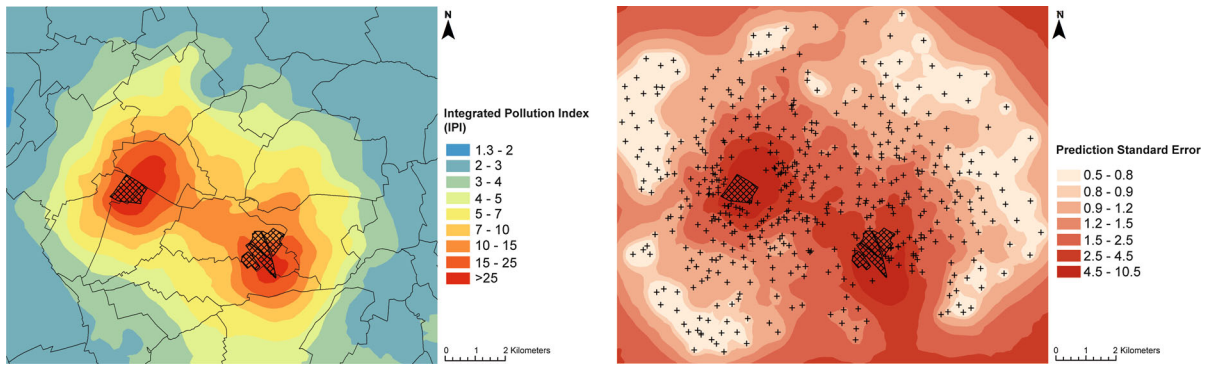 N
Integrated Pollution Index
(IPI)
1.3 - 2
2 - 3
3 - 4
4 - 5
5 - 7
7 - 10
10 - 15
15 - 25
>25
0 1 2 Kilometers
N
Prediction Standard Error
0.5 - 0.8
0.8 - 0.9
0.9 - 1.2
1.2 - 1.5
1.5 - 2.5
2.5 - 4.5
4.5 - 10.5
0 1 2 Kilometers